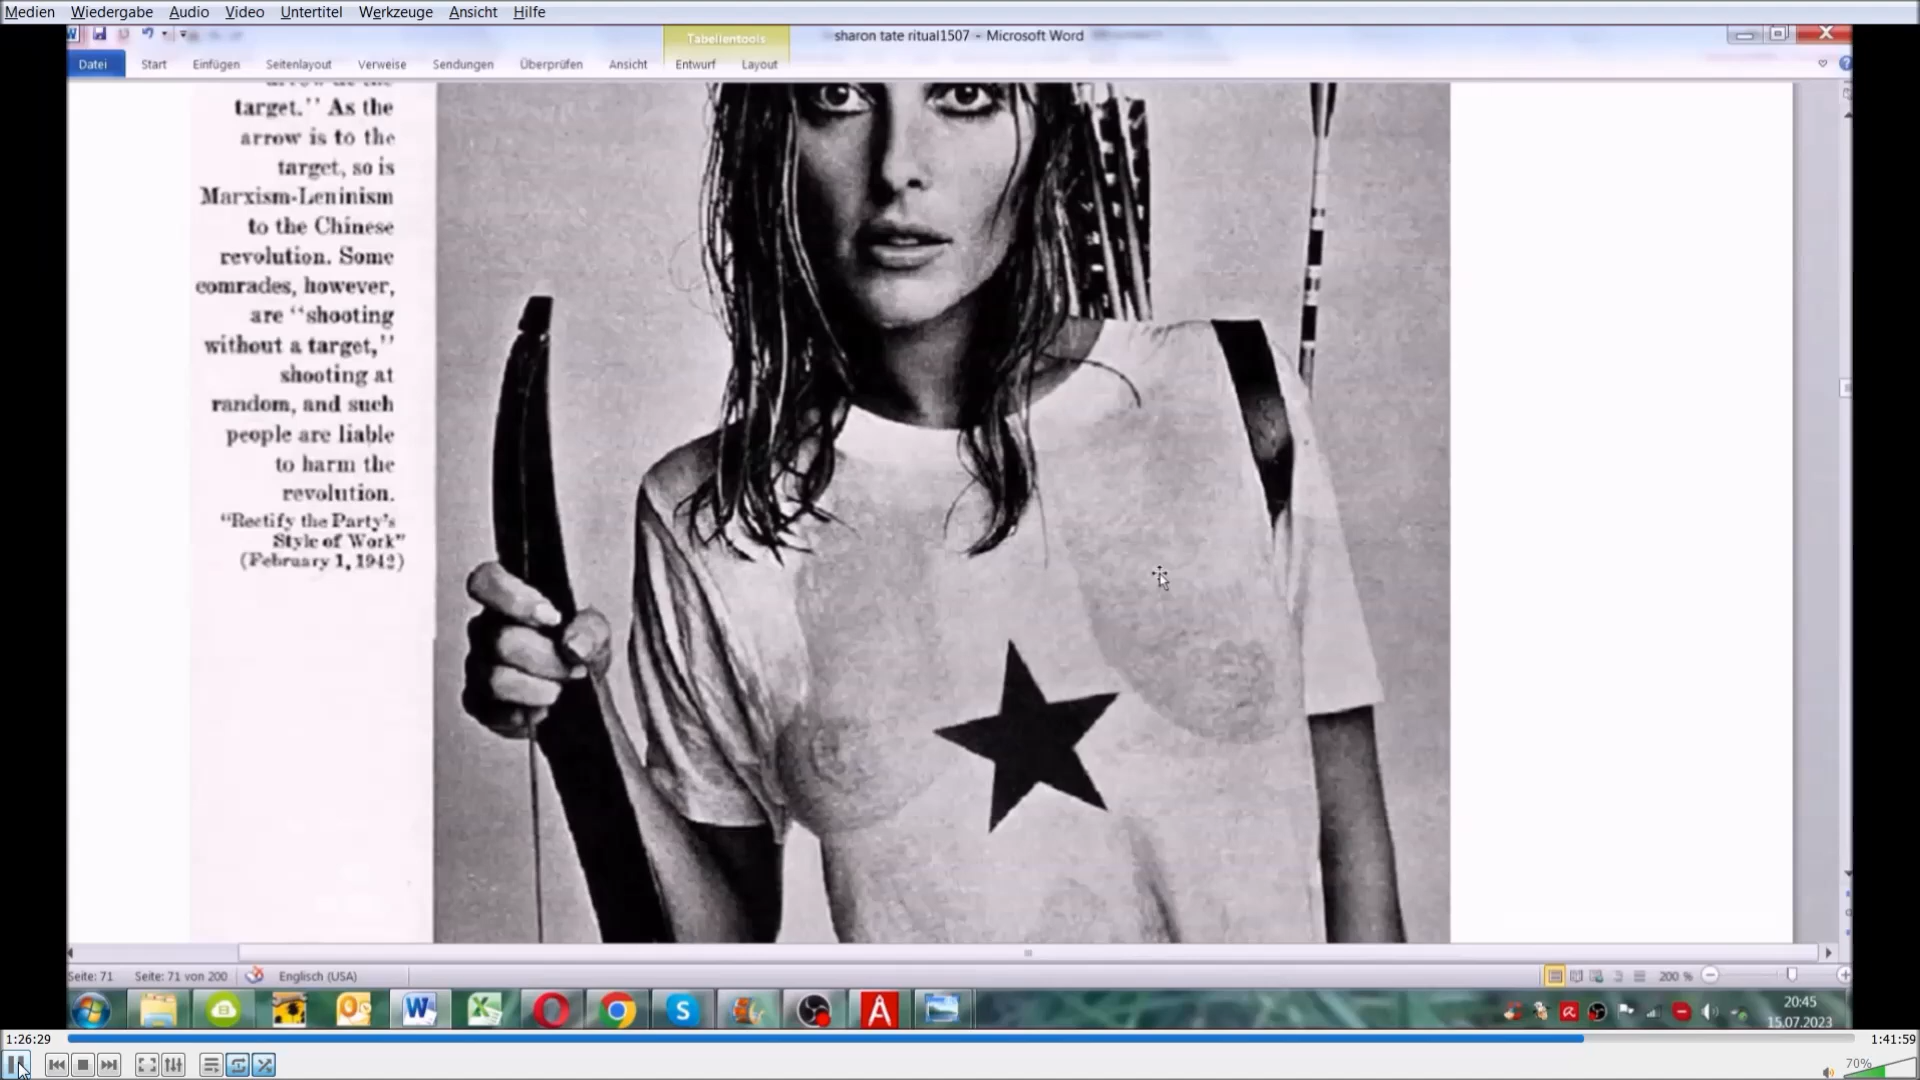 Medien Wiedergabe Audio Video Untertitel Werkzeuge Ansicht Hilfe
Tabellentools
sharon tate ritual1507 - Microsoft Word
Datei Start Einfügen Seitenlayout Verweise Sendungen Überprüfen Ansicht Entwurf Layout
target." As the
arrow is to the
target, so is
Marxism-Leninism
to the Chinese
revolution. Some
comrades, however,
are "shooting
without a target,"
shooting at
random, and such
people are liable
to harm the
revolution.
"Rectify the Party's
Style of Work"
(February 1, 1942)
Seite: 71 Seite: 71 von 200 Englisch (USA) 200 %
20:45
15.07.2023
1:26:29 1:41:59
70%